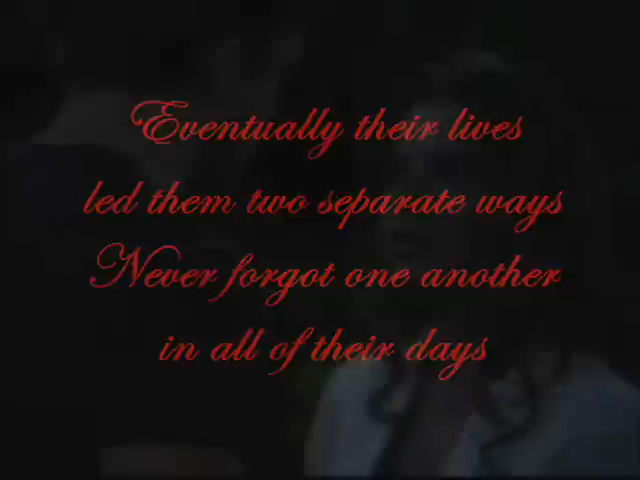 Eventually their lives
led them two separate ways
Never forgot one another
in all of their days